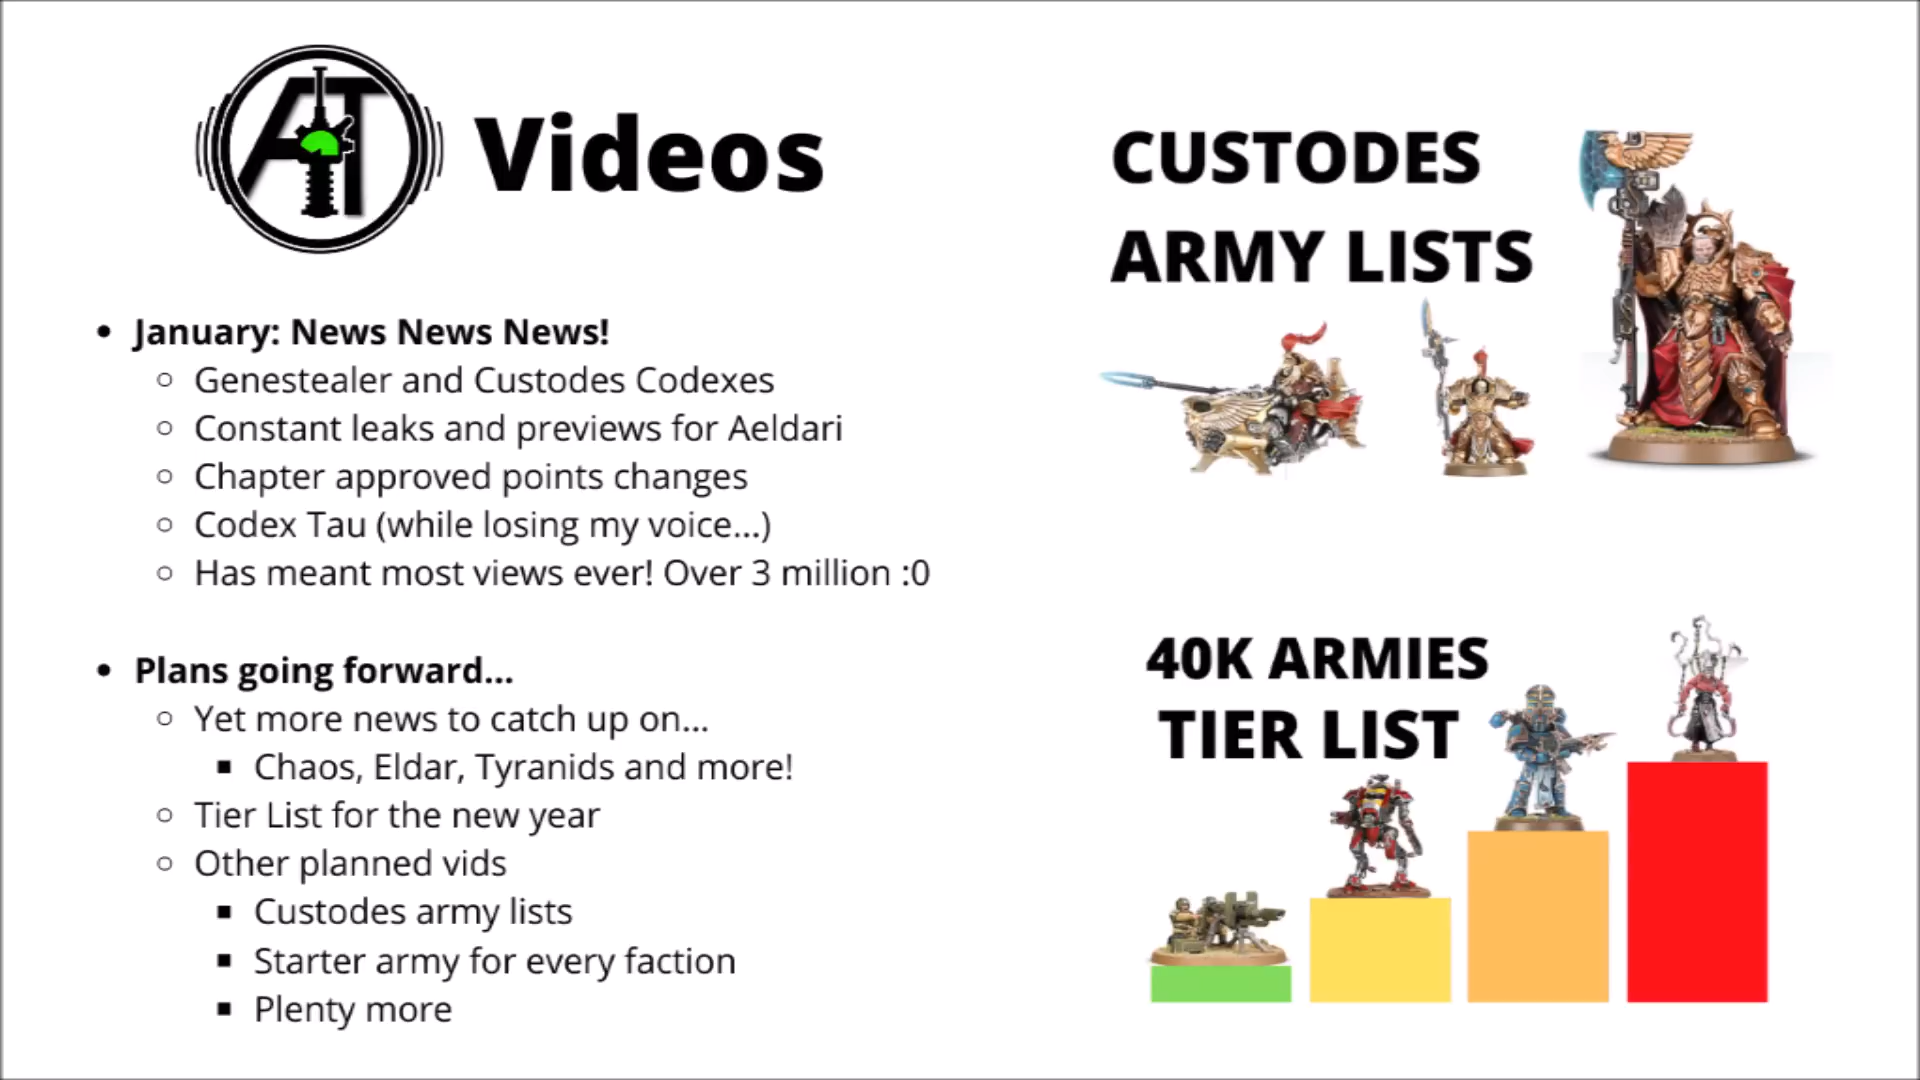 AT
Videos
January: News News News!
Genestealer and Custodes Codexes
Constant leaks and previews for Aeldari
Chapter approved points changes
Codex Tau (while losing my voice...)
Has meant most views ever! Over 3 million :0
Plans going forward...
Yet more news to catch up on...
Chaos, Eldar, Tyranids and more!
Tier List for the new year
Other planned vids
Custodes army lists
Starter army for every faction
Plenty more
CUSTODES
ARMY LISTS
40K ARMIES
TIER LIST